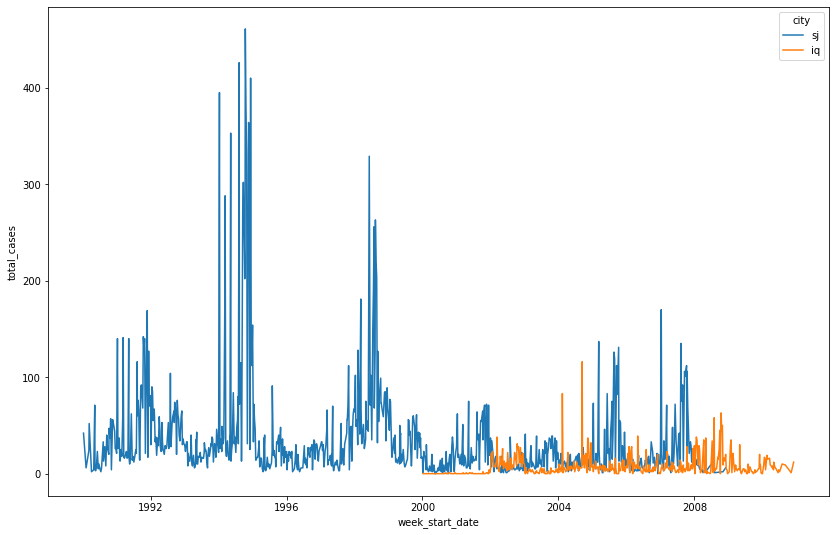 city
sj
iq
total_cases
400
300
200
100
0
1992 1996 2000 2004 2008
week_start_date